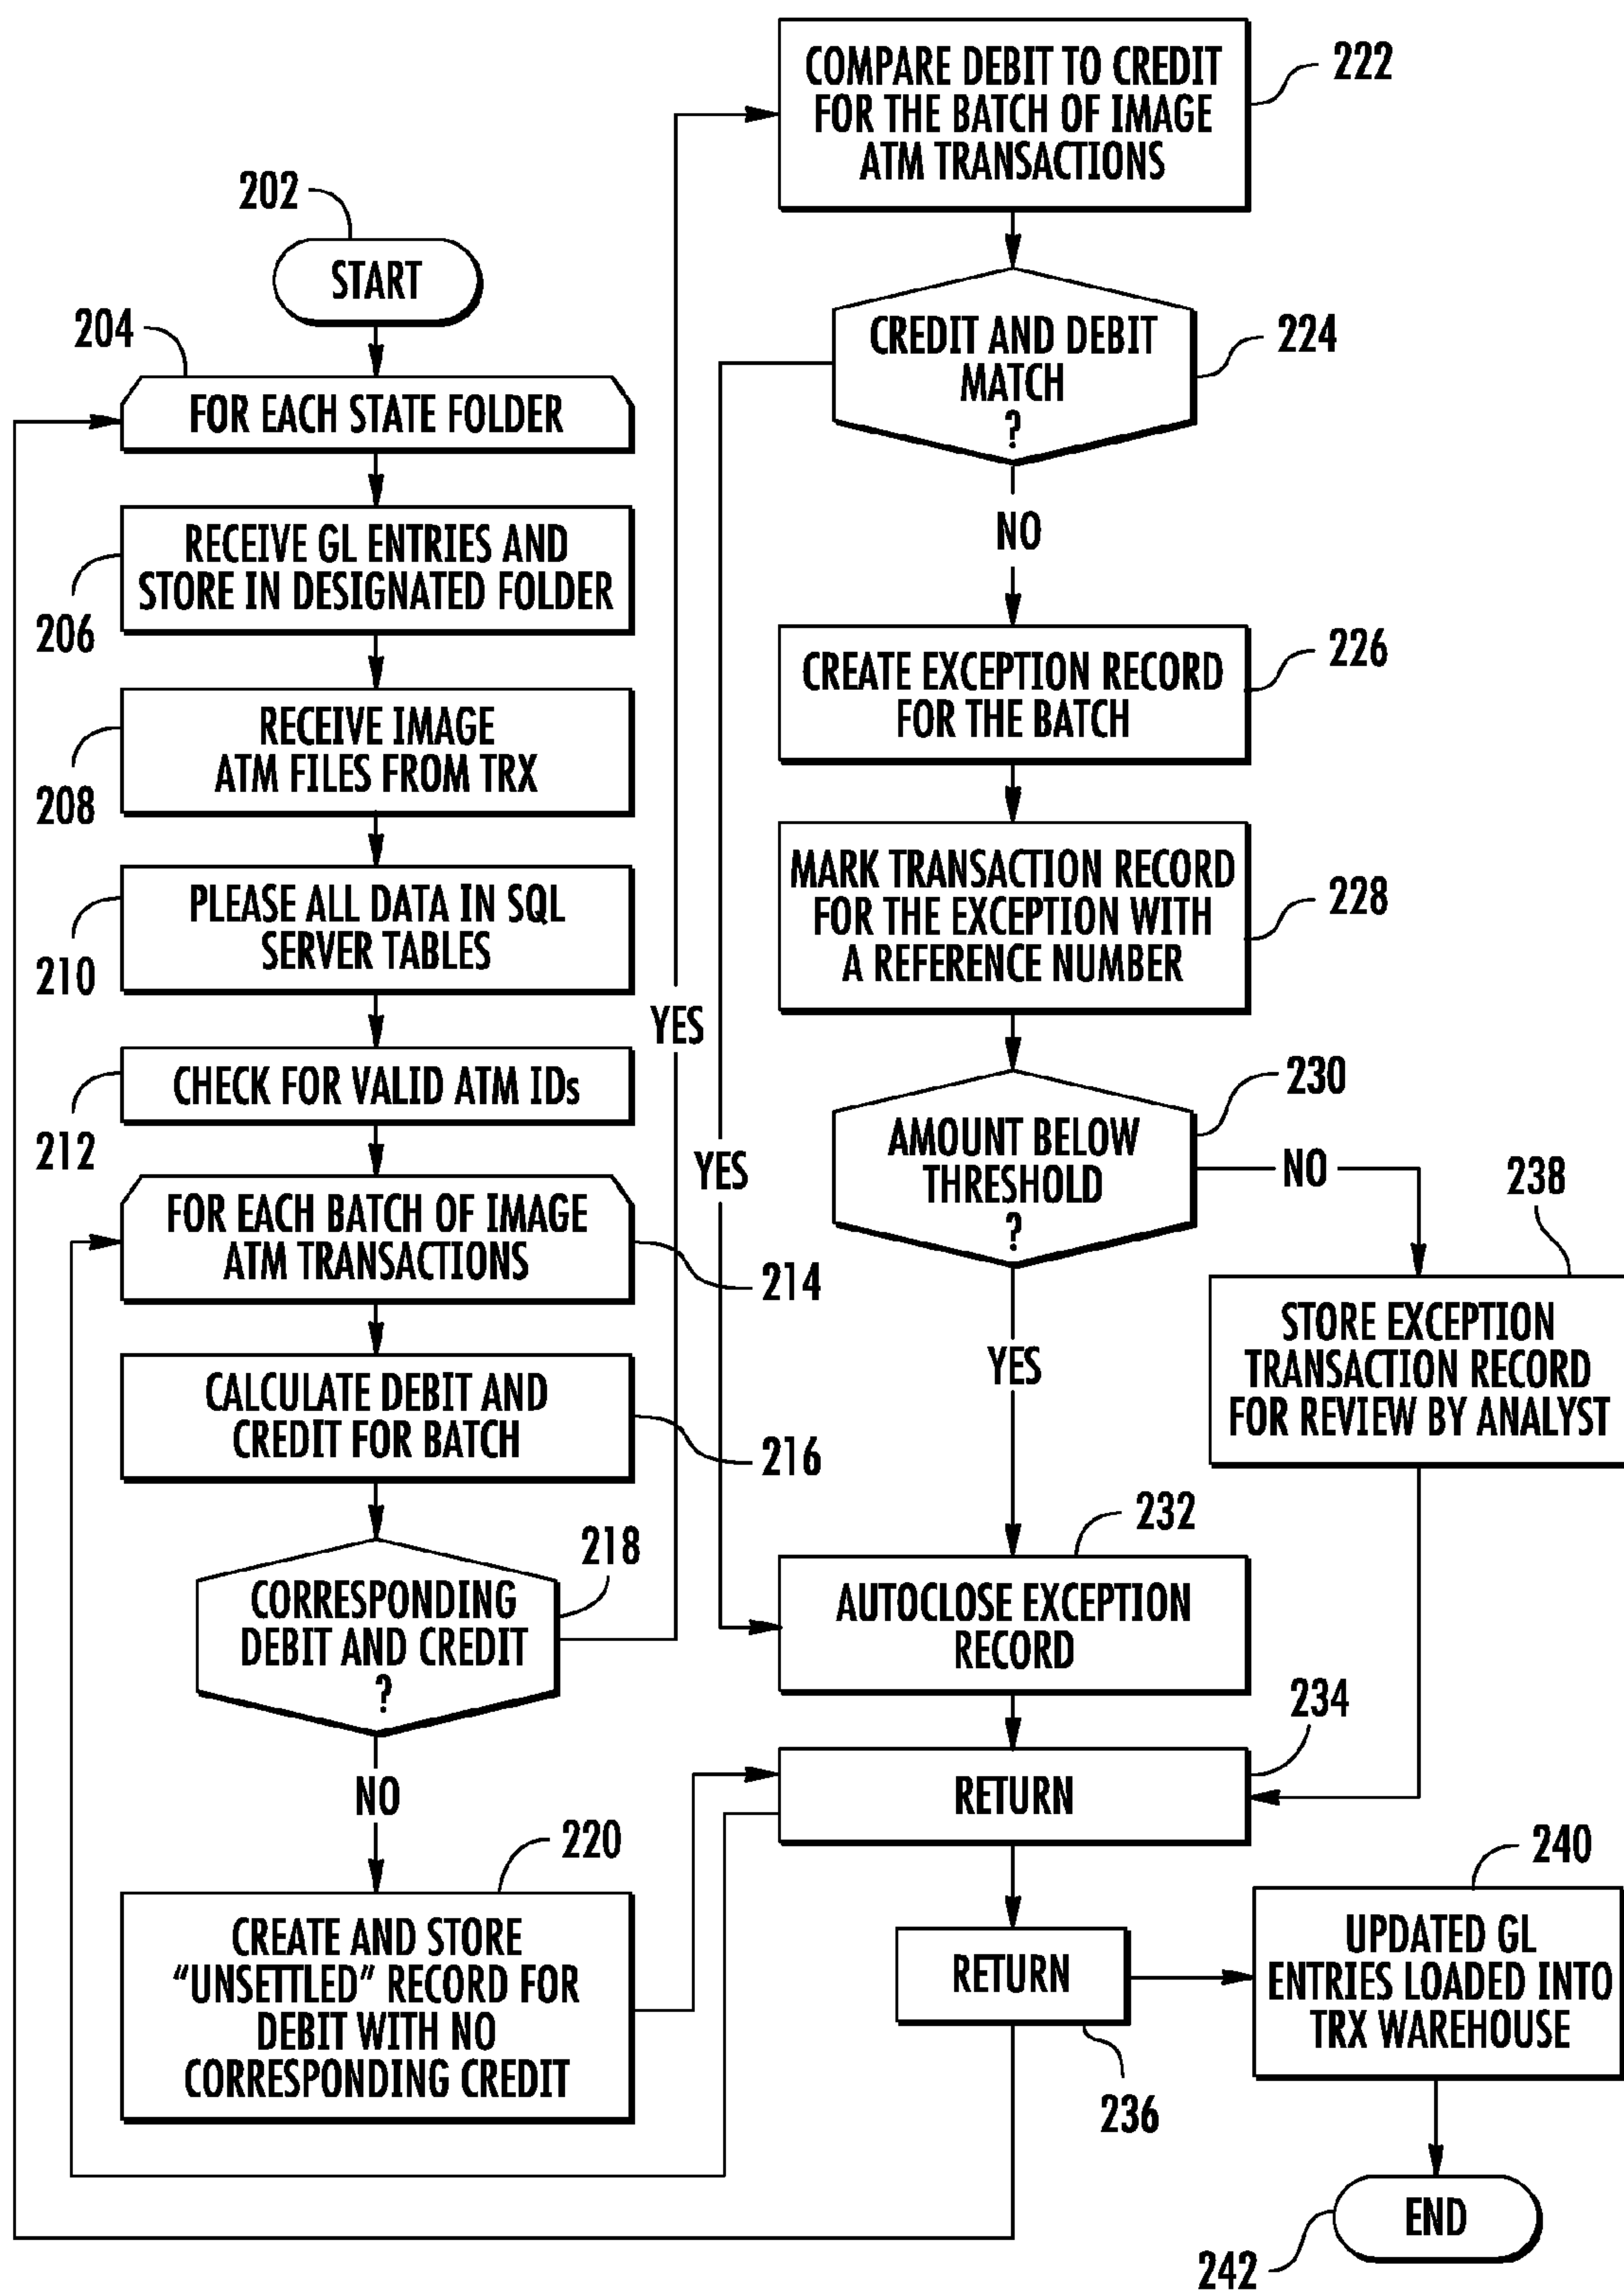 202
START
204
FOR EACH STATE FOLDER
RECEIVE GL ENTRIES AND
STORE IN DESIGNATED FOLDER
206
RECEIVE IMAGE
ATM FILES FROM TRX
208
PLEASE ALL DATA IN SQL
SERVER TABLES
210
CHECK FOR VALID ATM IDs
212
FOR EACH BATCH OF IMAGE
ATM TRANSACTIONS
214
CALCULATE DEBIT AND
CREDIT FOR BATCH
216
218
CORRESPONDING
DEBIT AND CREDIT
?
YES
NO
220
CREATE AND STORE
“UNSETTLED” RECORD FOR
DEBIT WITH NO
CORRESPONDING CREDIT
COMPARE DEBIT TO CREDIT
FOR THE BATCH OF IMAGE
ATM TRANSACTIONS
222
CREDIT AND DEBIT
MATCH
?
224
YES
NO
CREATE EXCEPTION RECORD
FOR THE BATCH
226
MARK TRANSACTION RECORD
FOR THE EXCEPTION WITH
A REFERENCE NUMBER
228
230
AMOUNT BELOW
THRESHOLD
?
NO
238
STORE EXCEPTION
TRANSACTION RECORD
FOR REVIEW BY ANALYST
YES
232
AUTOCLOSE EXCEPTION
RECORD
234
RETURN
RETURN
236
240
UPDATED GL
ENTRIES LOADED INTO
TRX WAREHOUSE
END
242